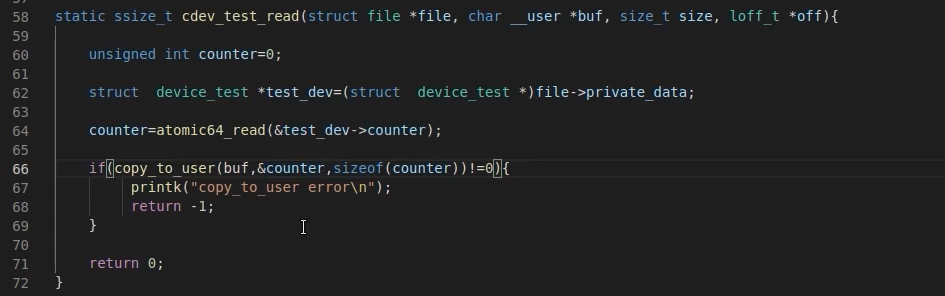 58 static ssize_t cdev_test_read(struct file *file, char __user *buf, size_t size, loff_t *off){
59
60     unsigned int counter=0;
61
62     struct  device_test *test_dev=(struct  device_test *)file->private_data;
63
64     counter=atomic64_read(&test_dev->counter);
65
66     if(copy_to_user(buf,&counter,sizeof(counter))!=0){
67         printk("copy_to_user error\n");
68         return -1;
69     }
70
71     return 0;
72 }